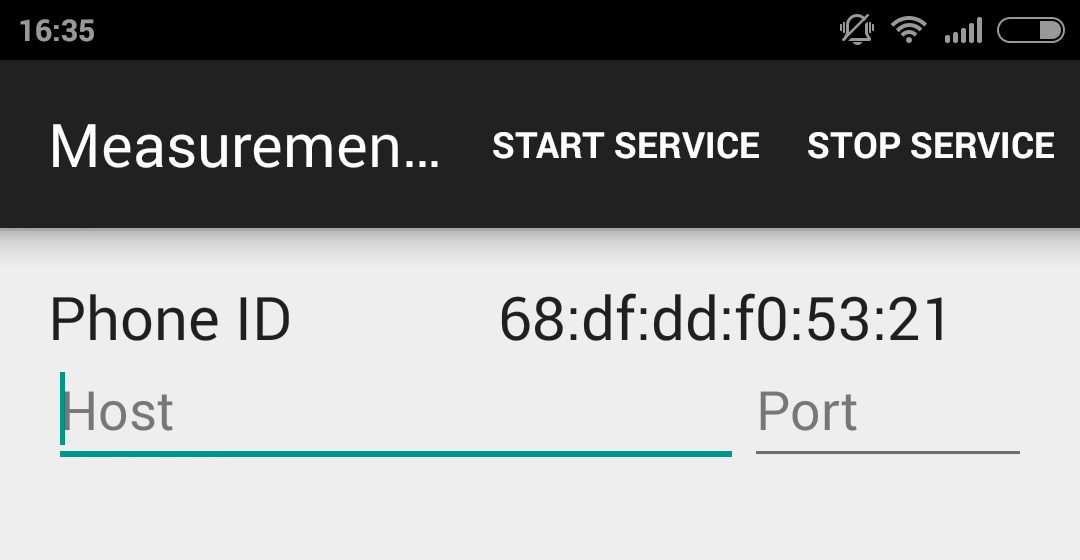 16:35
Measuremen... START SERVICE STOP SERVICE
Phone ID 68:df:dd:f0:53:21
Host Port